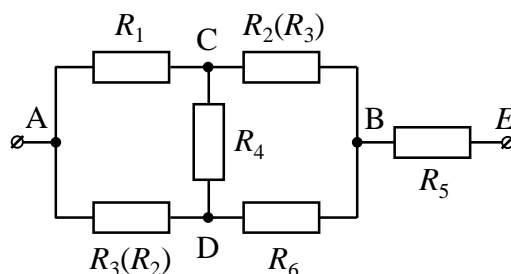 R₁ C R₂(R₃)
A B E
R₄
R₅
R₃(R₂) D R₆